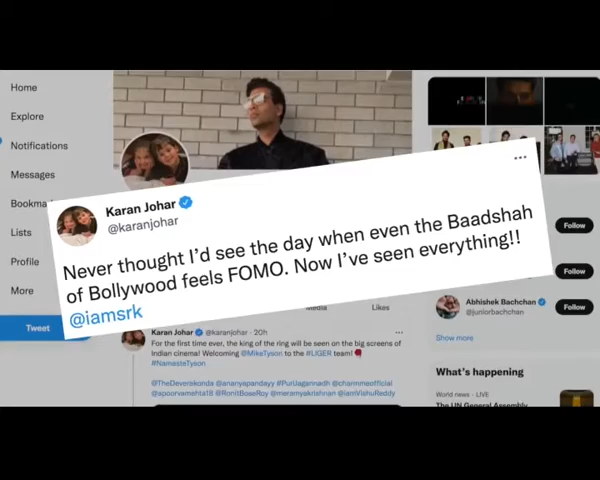 Home
Explore
Notifications
Messages
Lists
Profile
More
Tweet
Karan Johar
@karanjohar
Never thought I'd see the day when even the Baadshah
of Bollywood feels FOMO. Now I've seen everything!!
@iamsrk
Media
Likes
Karan Johar @karanjohar · 20h
For the first time ever, the king of the ring will be seen on the big screens of
Indian cinema! Welcoming @MikeTyson to the #LIGER team!
#NamasteTyson
@TheDeverakonda @ananyapandayy #PuriJagannadh @charmmeofficial
@apoorvamehta18 @RonitBoseRoy @meramyakrishnan @iamVishuReddy
Follow
Follow
Abhishek Bachchan
@juniorbachchan
Follow
Show more
What's happening
World news · LIVE
The UN General Assembly